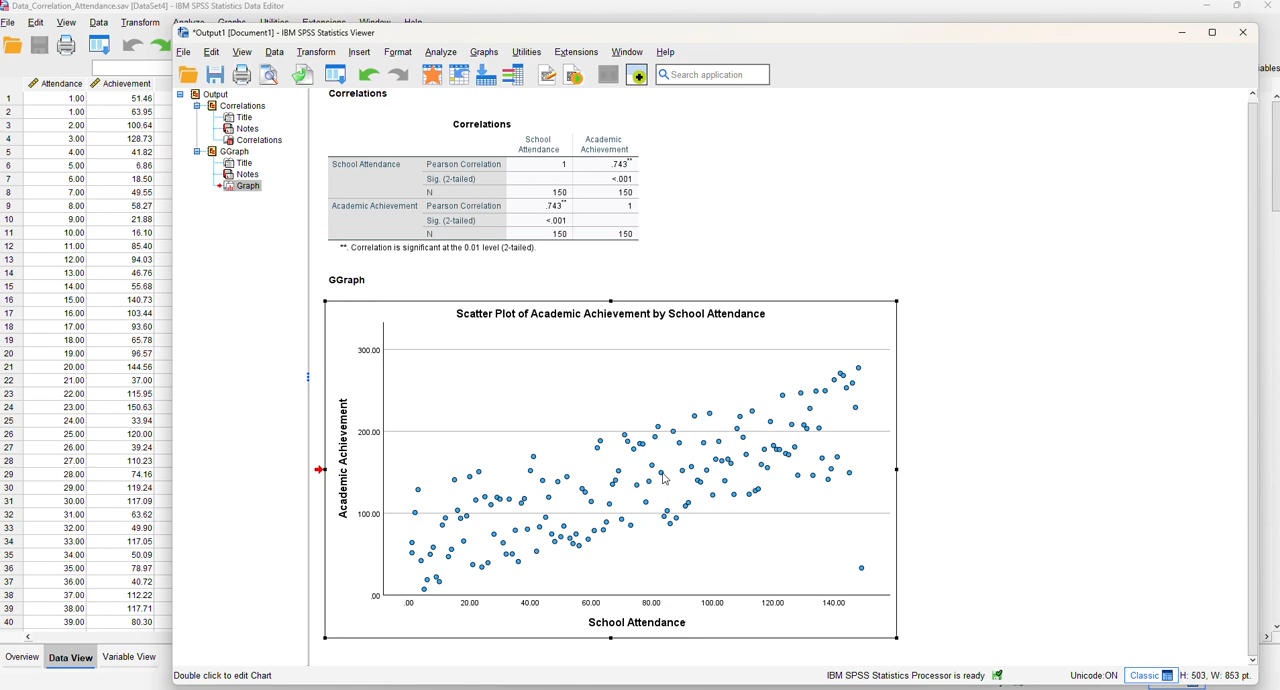 Data_Correlation_Attendance.sav [DataSet4] - IBM SPSS Statistics Data Editor
File Edit View Data Transform Analyze Graphs Utilities Extensions Window Help
*Output1 [Document1] - IBM SPSS Statistics Viewer
File Edit View Data Transform Insert Format Analyze Graphs Utilities Extensions Window Help
Search application
Attendance Achievement
1 1.00 51.46
2 1.00 63.95
3 2.00 100.64
4 3.00 128.73
5 4.00 41.82
6 5.00 6.86
7 6.00 18.50
8 7.00 49.55
9 8.00 58.27
10 9.00 21.88
11 10.00 16.10
12 11.00 85.40
13 12.00 94.03
14 13.00 46.76
15 14.00 55.68
16 15.00 140.73
17 16.00 103.44
18 17.00 93.60
19 18.00 65.78
20 19.00 96.57
21 20.00 144.56
22 21.00 37.00
23 22.00 115.95
24 23.00 150.63
25 24.00 33.94
26 25.00 120.00
27 26.00 39.24
28 27.00 110.23
29 28.00 74.16
30 29.00 119.24
31 30.00 117.09
32 31.00 63.62
33 32.00 49.90
34 33.00 117.05
35 34.00 50.09
36 35.00 78.97
37 36.00 40.72
38 37.00 112.22
39 38.00 117.71
40 39.00 80.30
Overview Data View Variable View
Output
Correlations
Title
Notes
Correlations
GGraph
Title
Notes
Graph
Correlations
Correlations
School Attendance Academic Achievement
School Attendance Pearson Correlation 1 .743**
Sig. (2-tailed) <.001
N 150 150
Academic Achievement Pearson Correlation .743** 1
Sig. (2-tailed) <.001
N 150 150
**. Correlation is significant at the 0.01 level (2-tailed).
GGraph
Scatter Plot of Academic Achievement by School Attendance
Academic Achievement
300.00
200.00
100.00
.00
.00 20.00 40.00 60.00 80.00 100.00 120.00 140.00
School Attendance
Double click to edit Chart
IBM SPSS Statistics Processor is ready
Unicode:ON
Classic
H: 503, W: 853 pt.